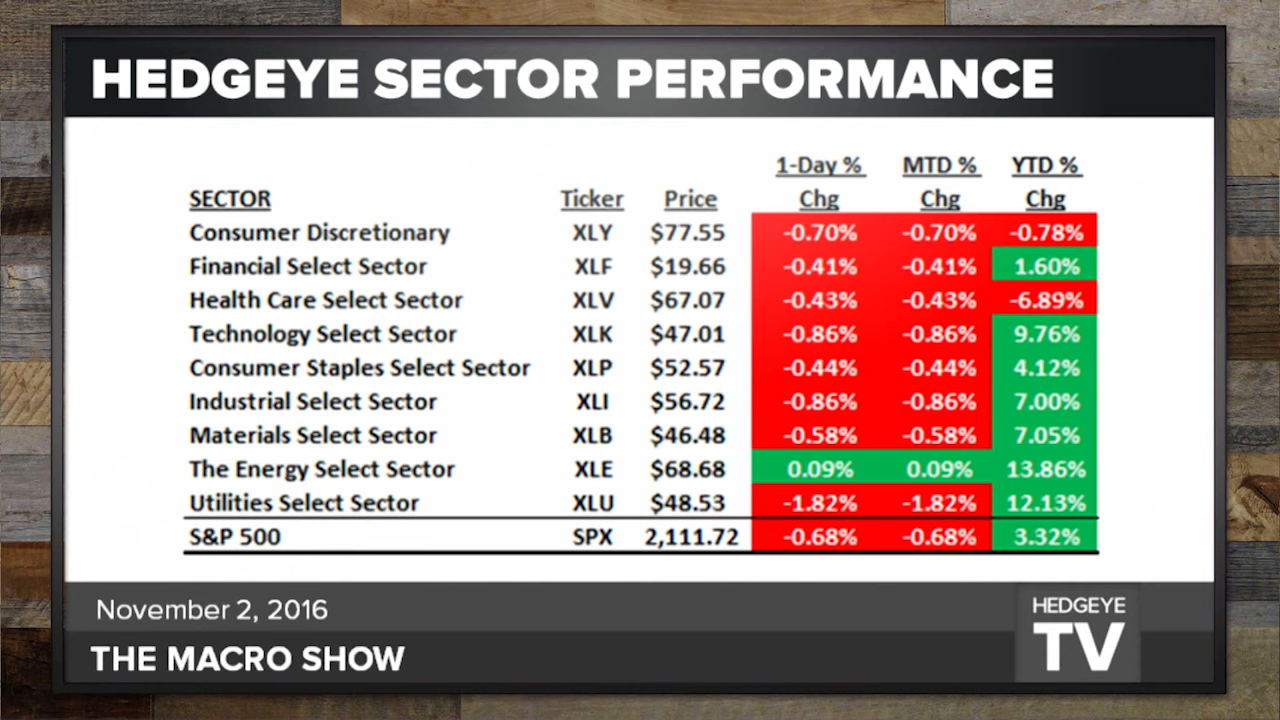 HEDGEYE SECTOR PERFORMANCE
1-Day % MTD % YTD %
SECTOR Ticker Price Chg Chg Chg
Consumer Discretionary XLY $77.55 -0.70% -0.70% -0.78%
Financial Select Sector XLF $19.66 -0.41% -0.41% 1.60%
Health Care Select Sector XLV $67.07 -0.43% -0.43% -6.89%
Technology Select Sector XLK $47.01 -0.86% -0.86% 9.76%
Consumer Staples Select Sector XLP $52.57 -0.44% -0.44% 4.12%
Industrial Select Sector XLI $56.72 -0.86% -0.86% 7.00%
Materials Select Sector XLB $46.48 -0.58% -0.58% 7.05%
The Energy Select Sector XLE $68.68 0.09% 0.09% 13.86%
Utilities Select Sector XLU $48.53 -1.82% -1.82% 12.13%
S&P 500 SPX 2,111.72 -0.68% -0.68% 3.32%
November 2, 2016
THE MACRO SHOW
HEDGEYE
TV